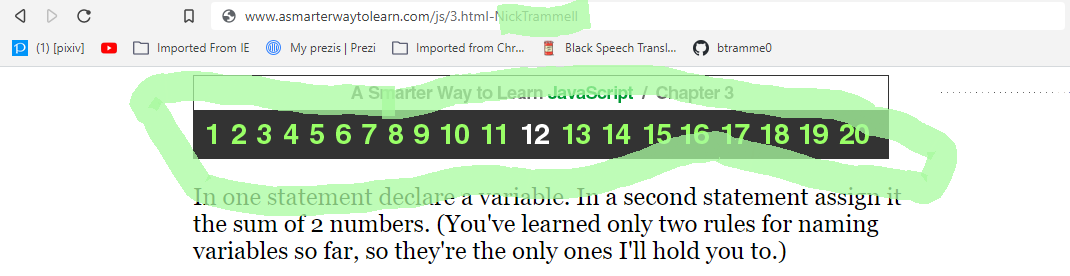 www.asmarterwaytolearn.com/js/3.html-NickTrammell
(1) [pixiv] Imported From IE My prezis | Prezi Imported from Chr... Black Speech Transl... btramme0
A Smarter Way to Learn JavaScript / Chapter 3
1 2 3 4 5 6 7 8 9 10 11 12 13 14 15 16 17 18 19 20
In one statement declare a variable. In a second statement assign it
the sum of 2 numbers. (You've learned only two rules for naming
variables so far, so they're the only ones I'll hold you to.)